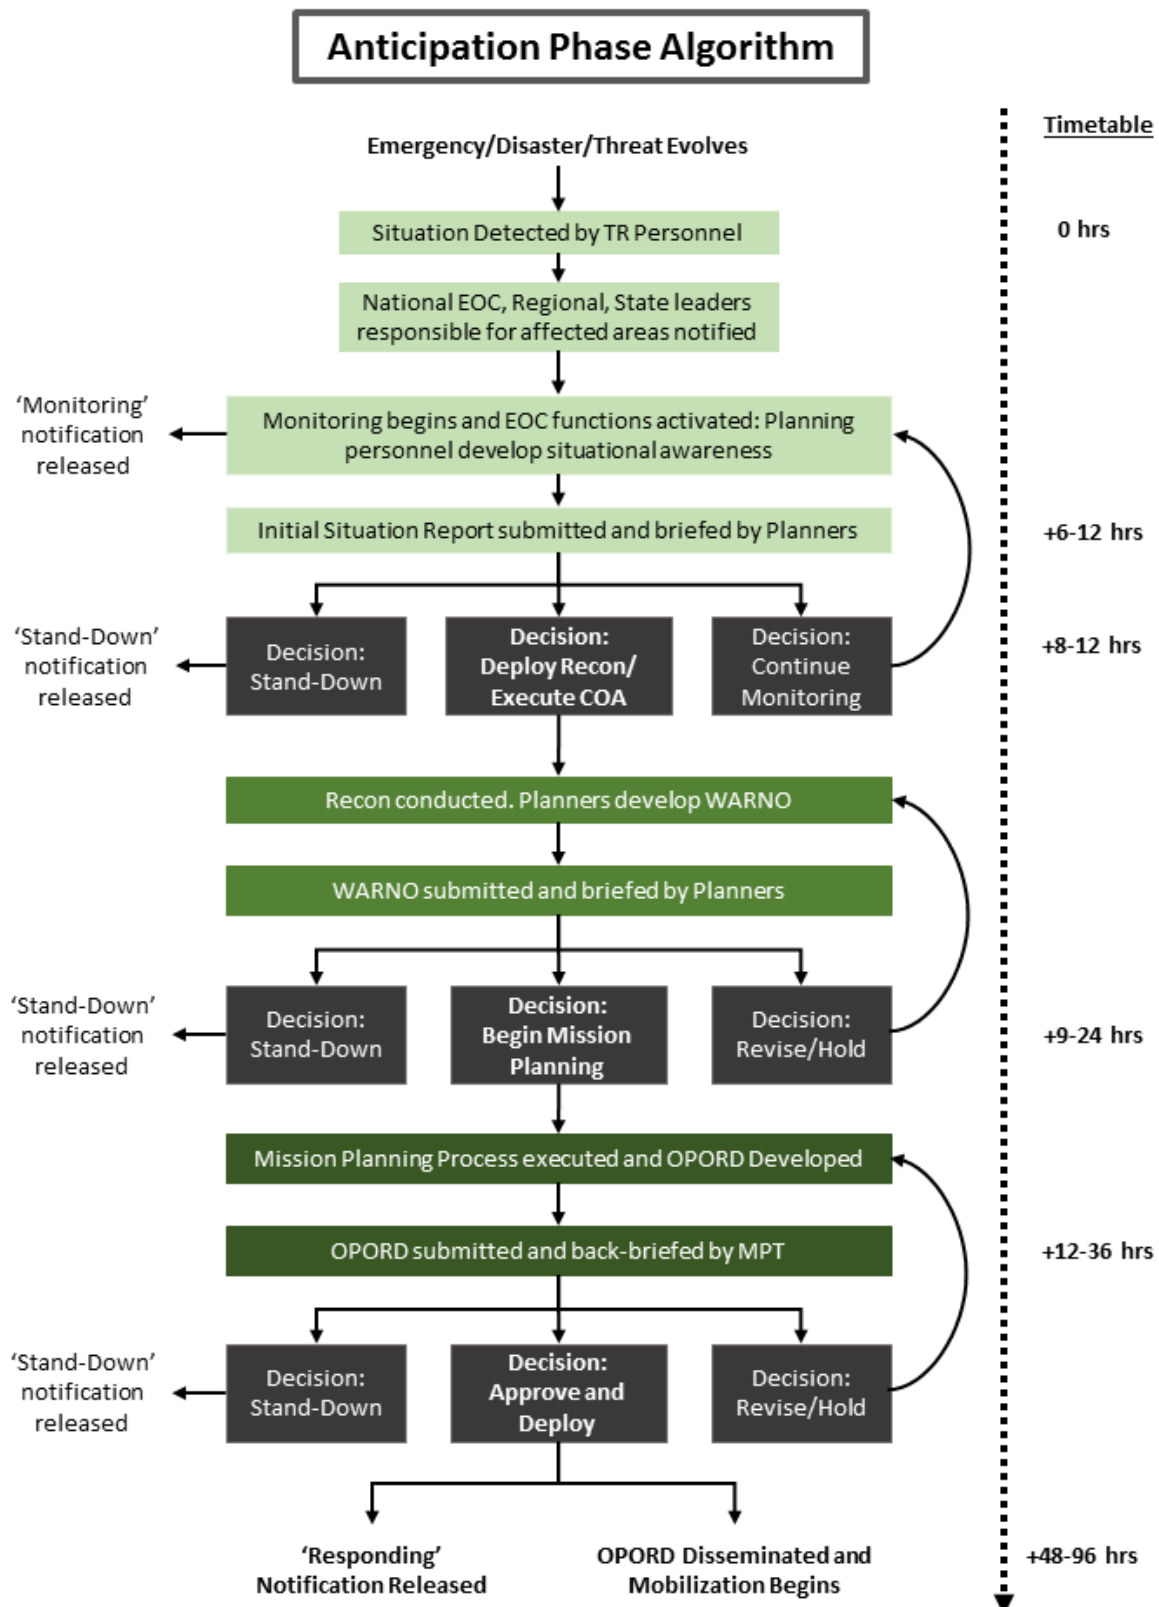 Anticipation Phase Algorithm
Timetable
Emergency/Disaster/Threat Evolves
Situation Detected by TR Personnel
0 hrs
National EOC, Regional, State leaders
responsible for affected areas notified
‘Monitoring’
notification
released
Monitoring begins and EOC functions activated: Planning
personnel develop situational awareness
Initial Situation Report submitted and briefed by Planners
+6-12 hrs
‘Stand-Down’
notification
released
Decision:
Stand-Down
Decision:
Deploy Recon/
Execute COA
Decision:
Continue
Monitoring
+8-12 hrs
Recon conducted. Planners develop WARNO
WARNO submitted and briefed by Planners
‘Stand-Down’
notification
released
Decision:
Stand-Down
Decision:
Begin Mission
Planning
Decision:
Revise/Hold
+9-24 hrs
Mission Planning Process executed and OPORD Developed
OPORD submitted and back-briefed by MPT
+12-36 hrs
‘Stand-Down’
notification
released
Decision:
Stand-Down
Decision:
Approve and
Deploy
Decision:
Revise/Hold
‘Responding’
Notification Released
OPORD Disseminated and
Mobilization Begins
+48-96 hrs